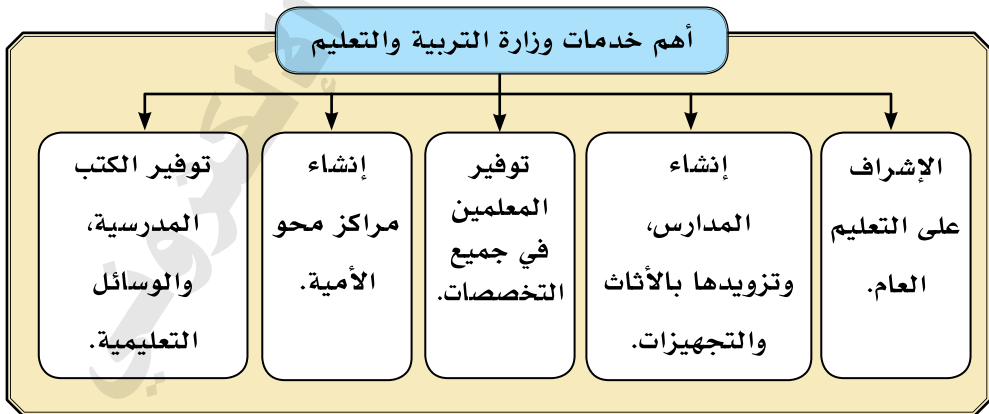 أهم خدمات وزارة التربية والتعليم
الإشراف
على التعليم
العام.
إنشاء
المدارس،
وتزويدها بالأثاث
والتجهيزات.
توفير
المعلمين
في جميع
التخصصات.
إنشاء
مراكز محو
الأمية.
توفير الكتب
المدرسية،
والوسائل
التعليمية.